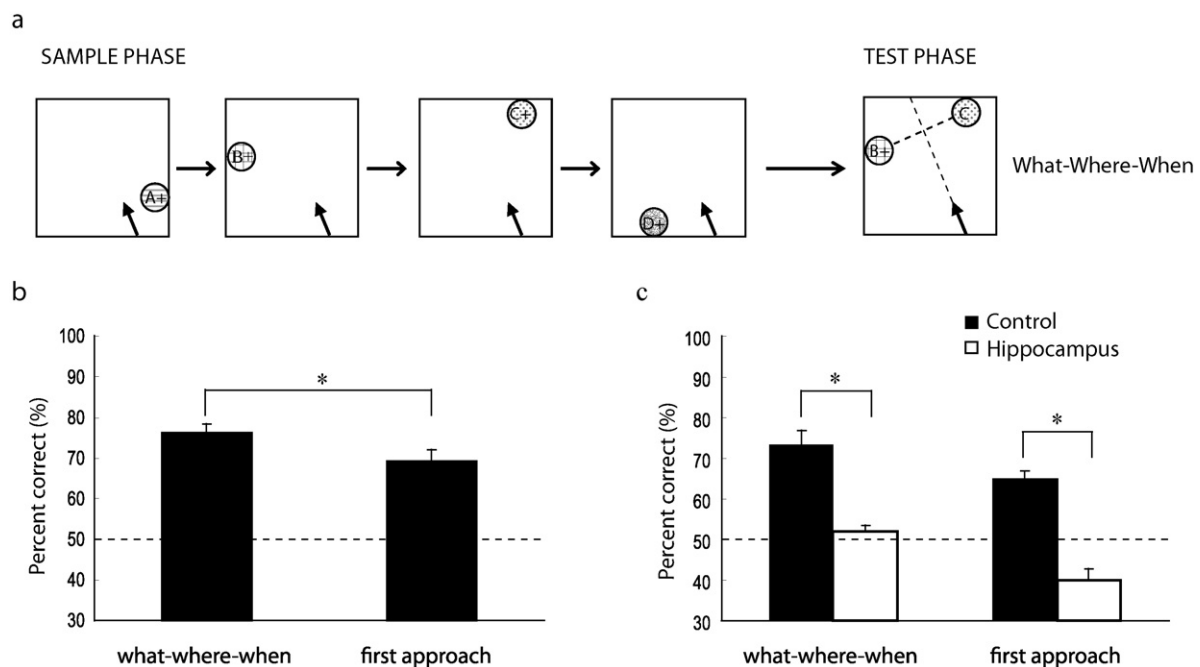 a
SAMPLE PHASE
TEST PHASE
A+
B+
C+
D+
B+
C
What-Where-When
b
Percent correct (%)
100
90
80
70
60
50
40
30
*
what-where-when
first approach
c
Control
Hippocampus
Percent correct (%)
100
90
80
70
60
50
40
30
*
*
what-where-when
first approach